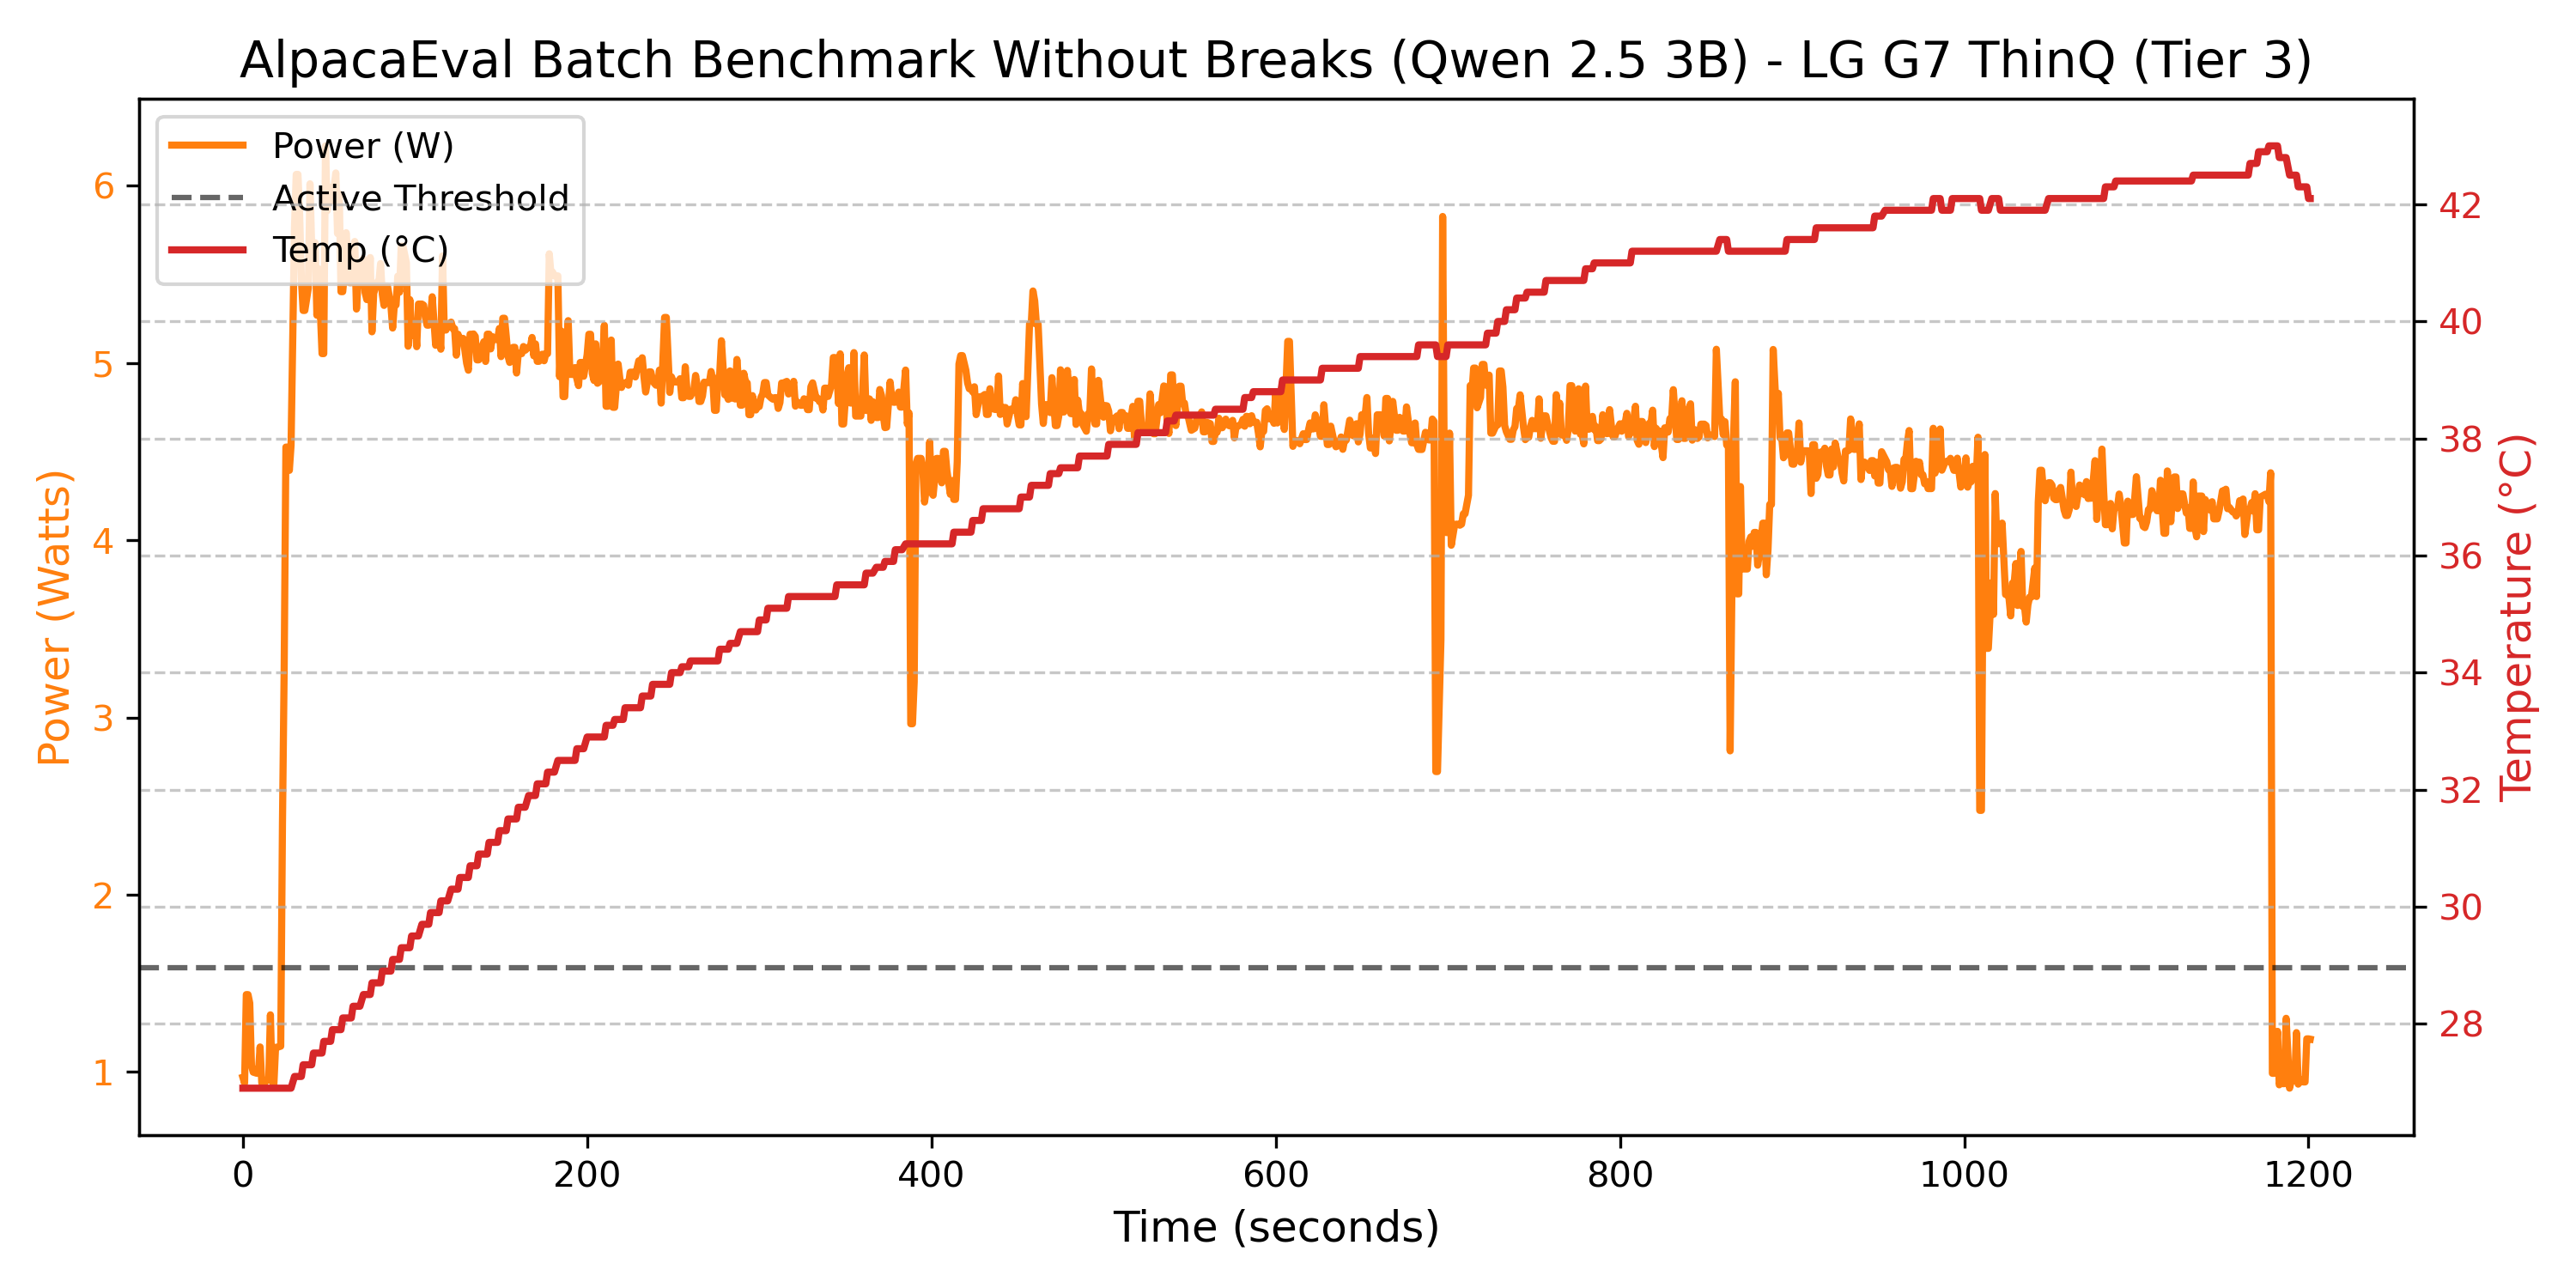 AlpacaEval Batch Benchmark Without Breaks (Qwen 2.5 3B) - LG G7 ThinQ (Tier 3)
Power (W)
Active Threshold
Temp (°C)
Power (Watts)
6
5
4
3
2
1
42
40
38
36
34
32
30
28
Temperature (°C)
0 200 400 600 800 1000 1200
Time (seconds)